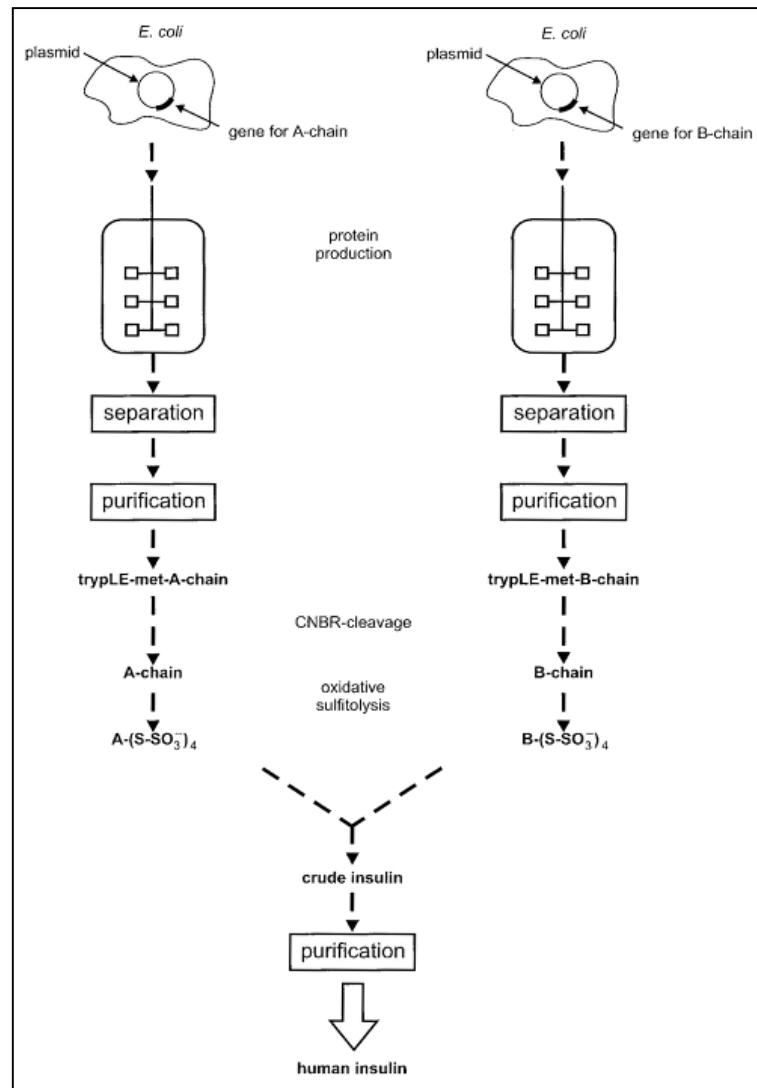 E. coli
E. coli
plasmid
plasmid
gene for A-chain
gene for B-chain
protein
production
separation
separation
purification
purification
trypLE-met-A-chain
trypLE-met-B-chain
CNBR-cleavage
A-chain
B-chain
oxidative
sulfitolysis
A-(S-SO₃⁻)₄
B-(S-SO₃⁻)₄
crude insulin
purification
human insulin